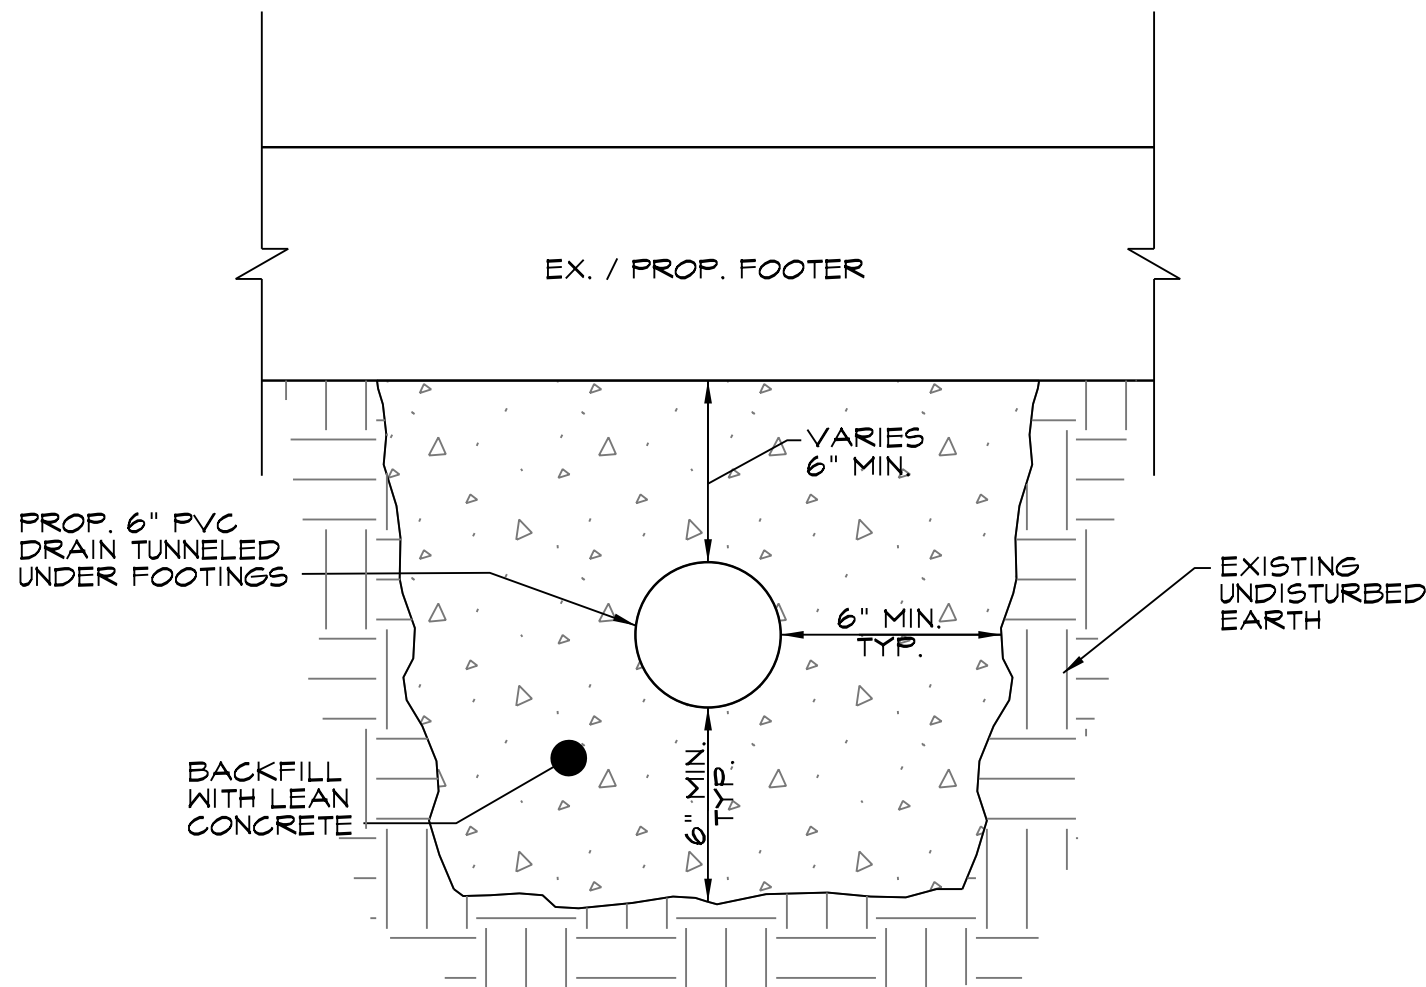 EX. / PROP. FOOTER
VARIES
6" MIN.
PROP. 6" PVC
DRAIN TUNNELED
UNDER FOOTINGS
EXISTING
UNDISTURBED
EARTH
6" MIN.
TYP.
BACKFILL
WITH LEAN
CONCRETE
6" MIN.
TYP.